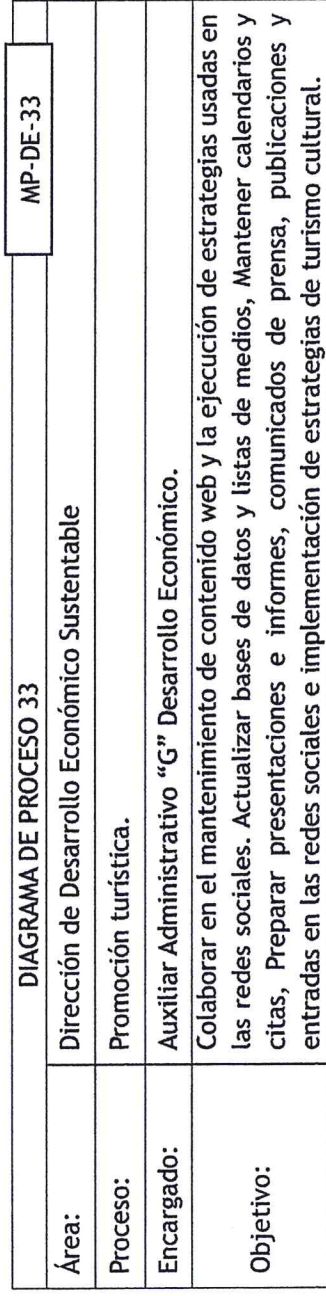 DIAGRAMA DE PROCESO 33
MP-DE-33
Área:
Dirección de Desarrollo Económico Sustentable
Proceso:
Promoción turística.
Encargado:
Auxiliar Administrativo “G” Desarrollo Económico.
Objetivo:
Colaborar en el mantenimiento de contenido web y la ejecución de estrategias usadas en
las redes sociales. Actualizar bases de datos y listas de medios, Mantener calendarios y
citas, Preparar presentaciones e informes, comunicados de prensa, publicaciones y
entradas en las redes sociales e implementación de estrategias de turismo cultural.